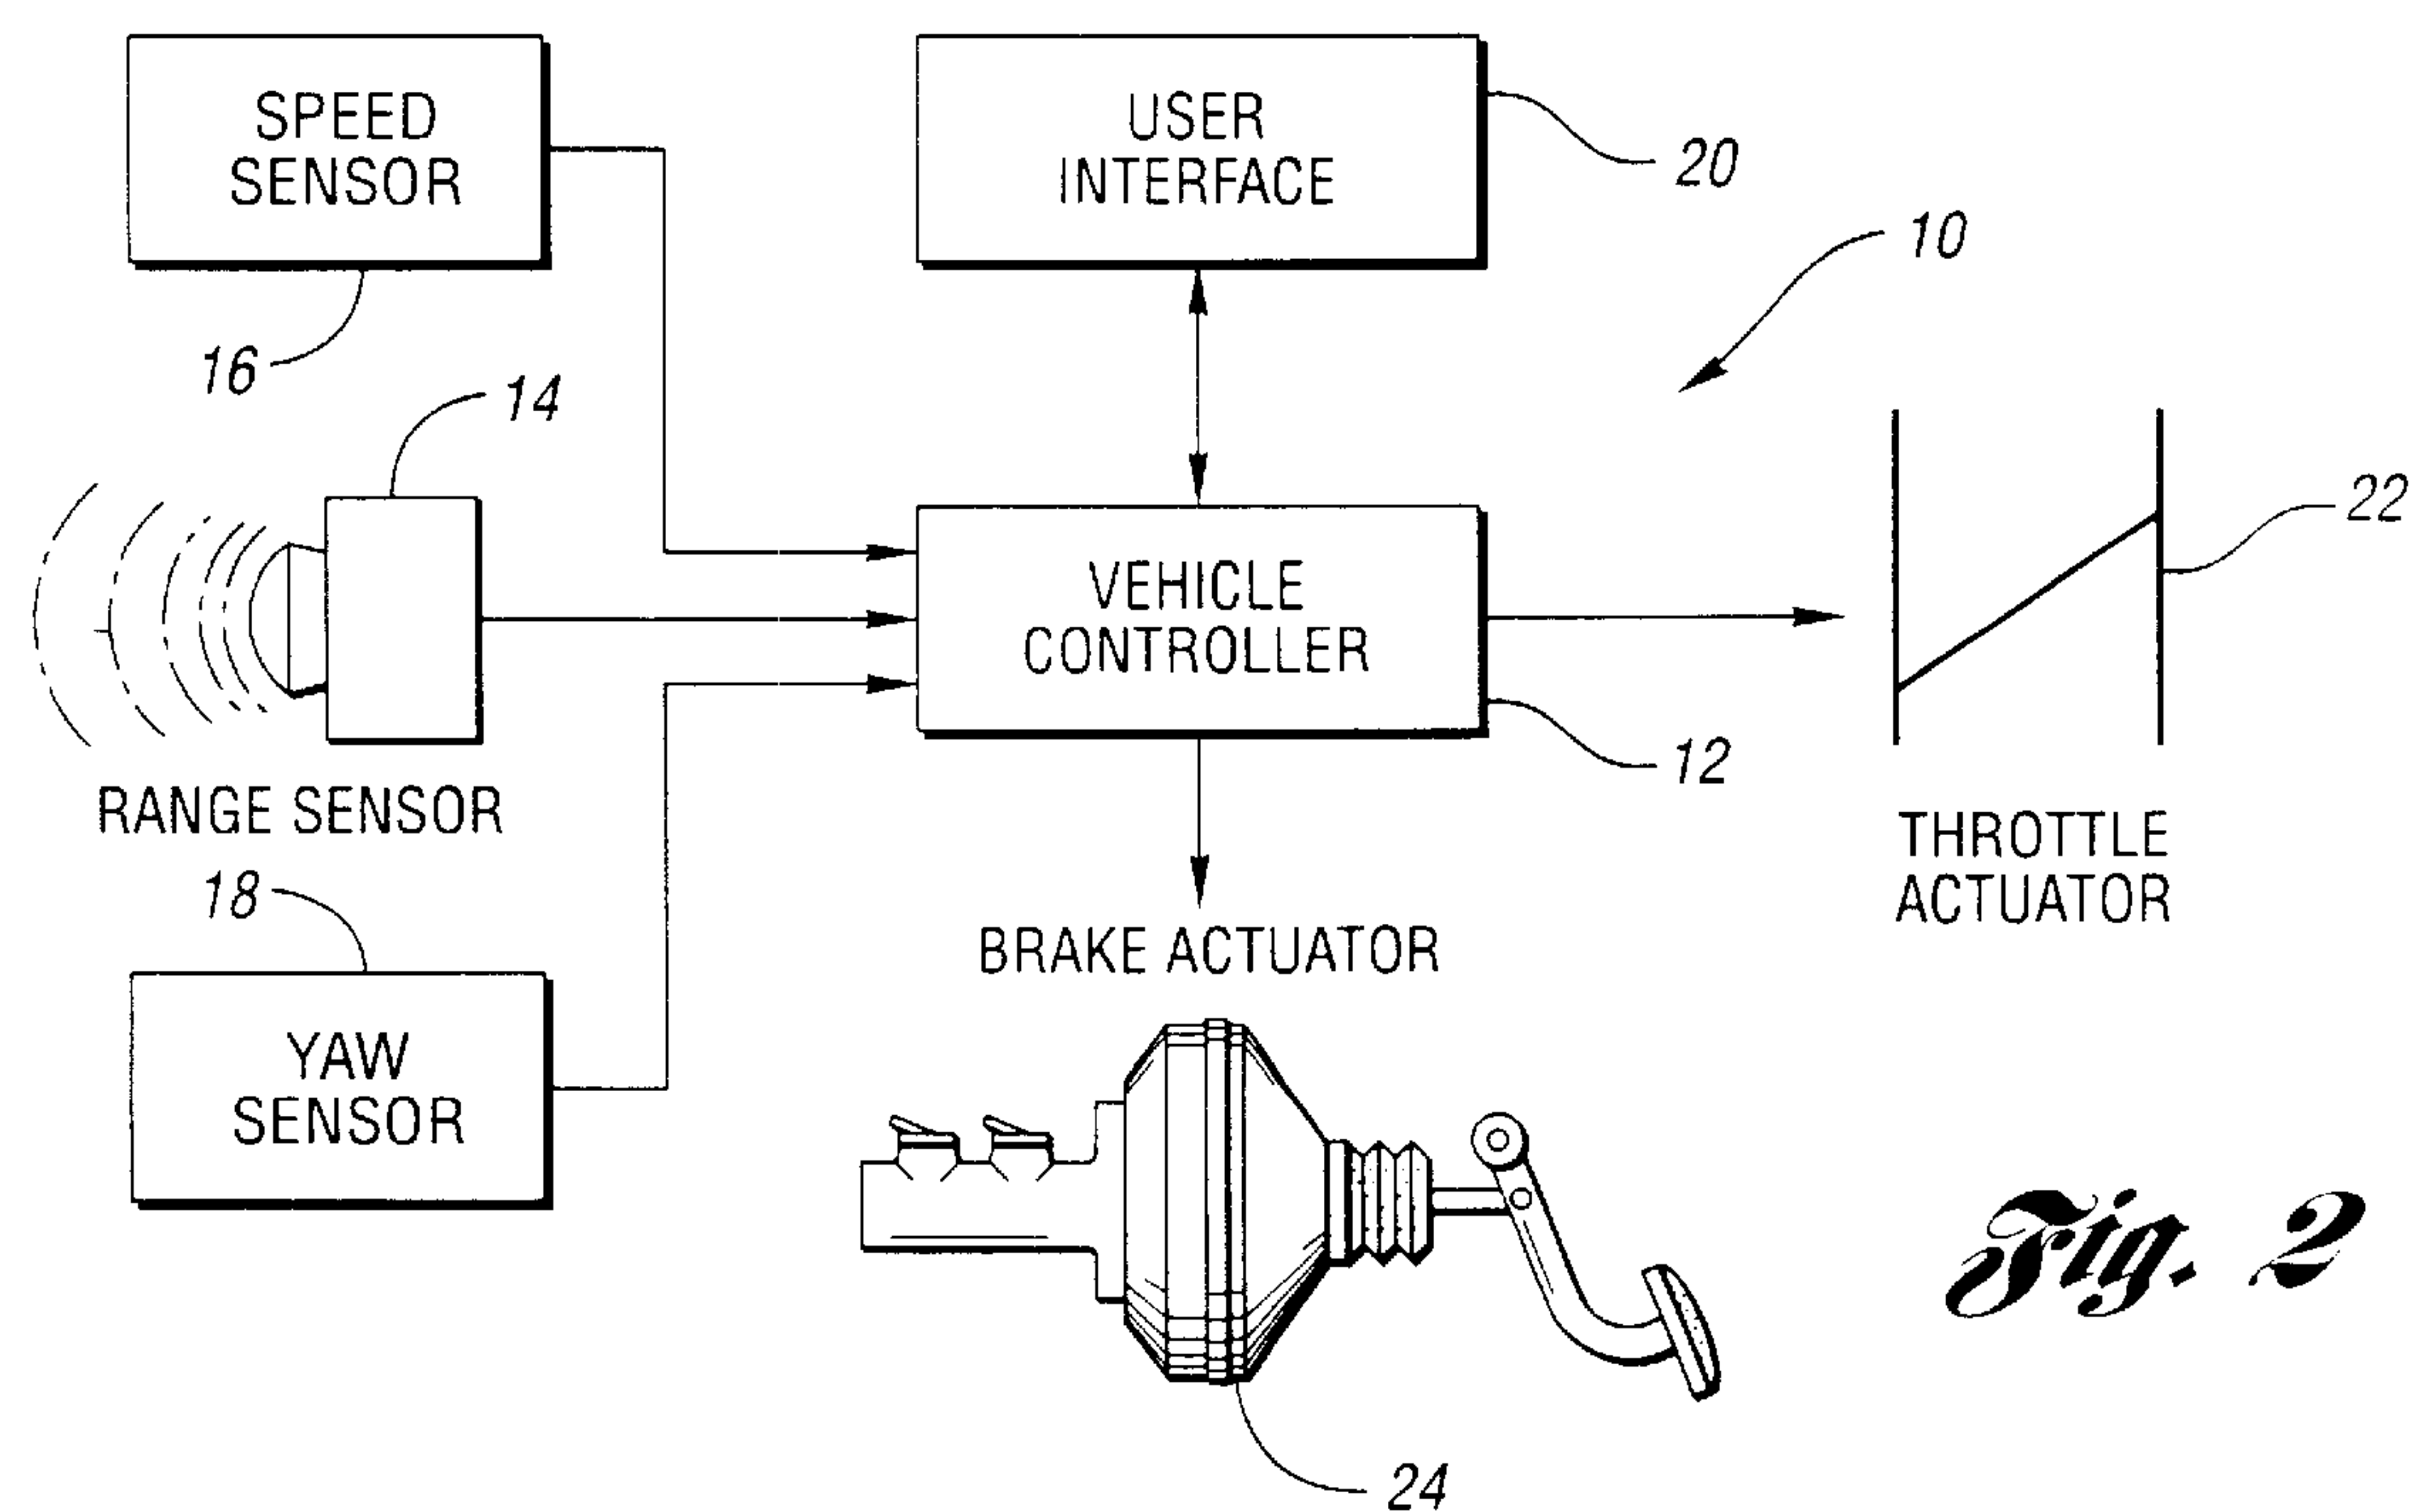 SPEED
SENSOR
16
USER
INTERFACE
20
10
14
RANGE SENSOR
VEHICLE
CONTROLLER
12
22
THROTTLE
ACTUATOR
18
YAW
SENSOR
BRAKE ACTUATOR
24
Fig. 2